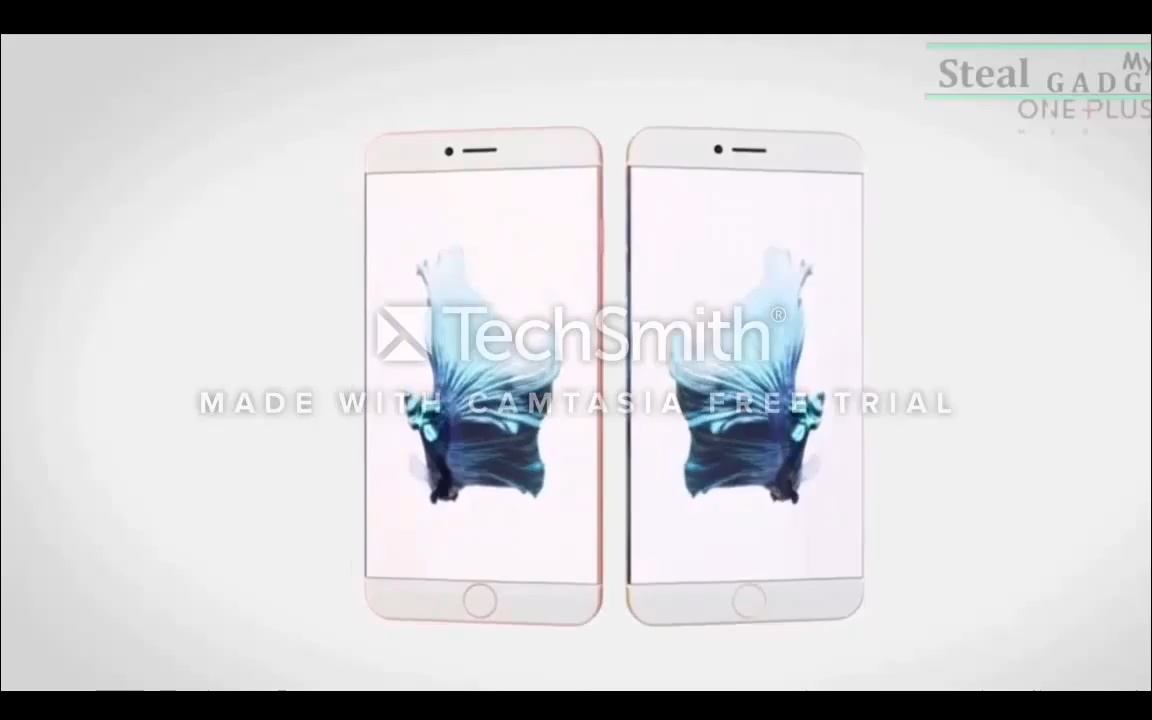 Steal My
GADG
ONE PLUS
TechSmith®
MADE WITH CAMTASIA FREE TRIAL